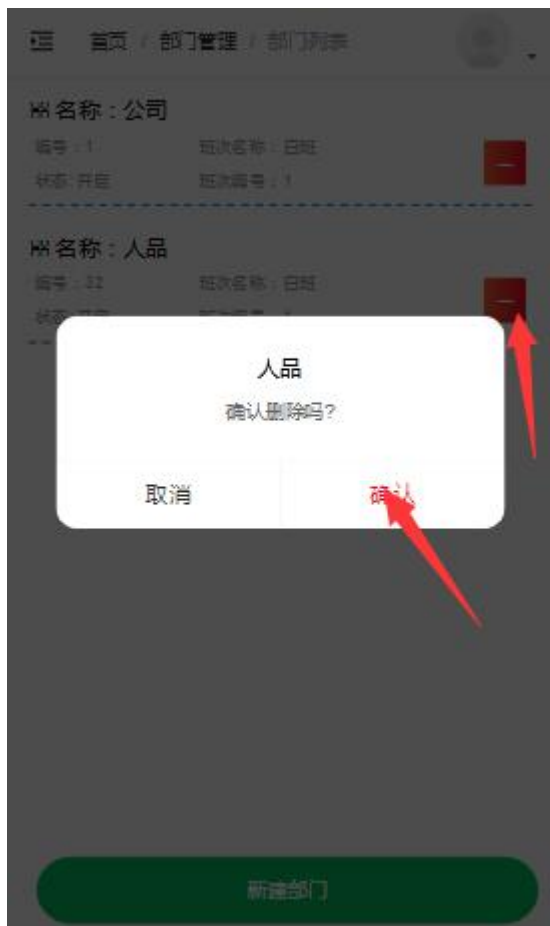 首页 / 部门管理 / 部门列表
名称：公司
编号：1 班次名称：白班
状态:开启 班次编号：1
名称：人品
编号：32 班次名称：白班
人品
确认删除吗?
取消 确认
新建部门